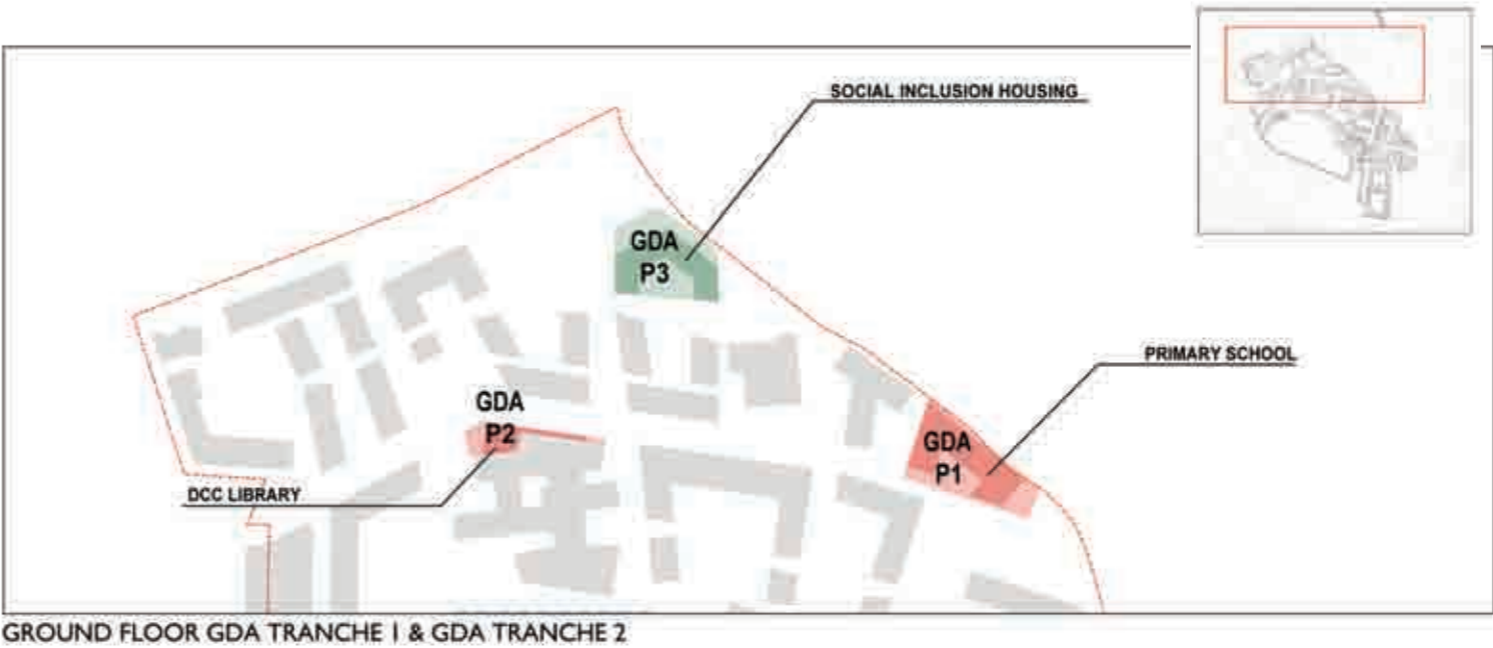 SOCIAL INCLUSION HOUSING
GDA
P3
PRIMARY SCHOOL
GDA
P2
GDA
P1
DCC LIBRARY
GROUND FLOOR GDA TRANCHE 1 & GDA TRANCHE 2